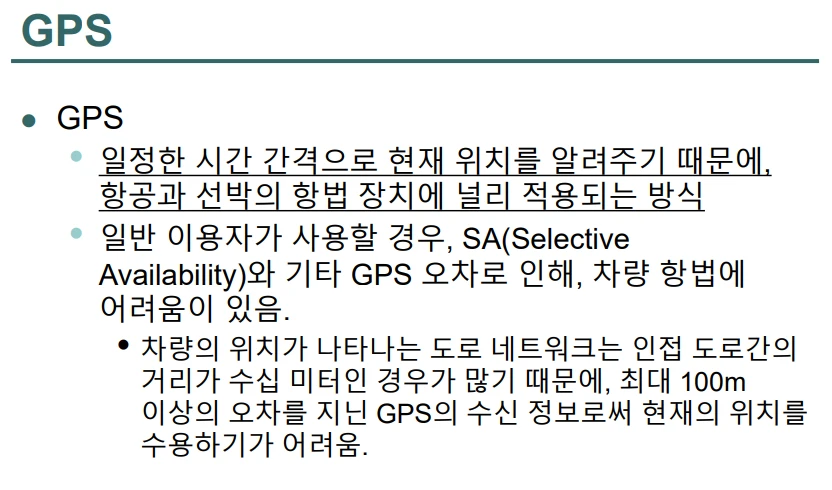 GPS
GPS
일정한 시간 간격으로 현재 위치를 알려주기 때문에,
항공과 선박의 항법 장치에 널리 적용되는 방식
일반 이용자가 사용할 경우, SA(Selective
Availability)와 기타 GPS 오차로 인해, 차량 항법에
어려움이 있음.
차량의 위치가 나타나는 도로 네트워크는 인접 도로간의
거리가 수십 미터인 경우가 많기 때문에, 최대 100m
이상의 오차를 지닌 GPS의 수신 정보로써 현재의 위치를
수용하기가 어려움.